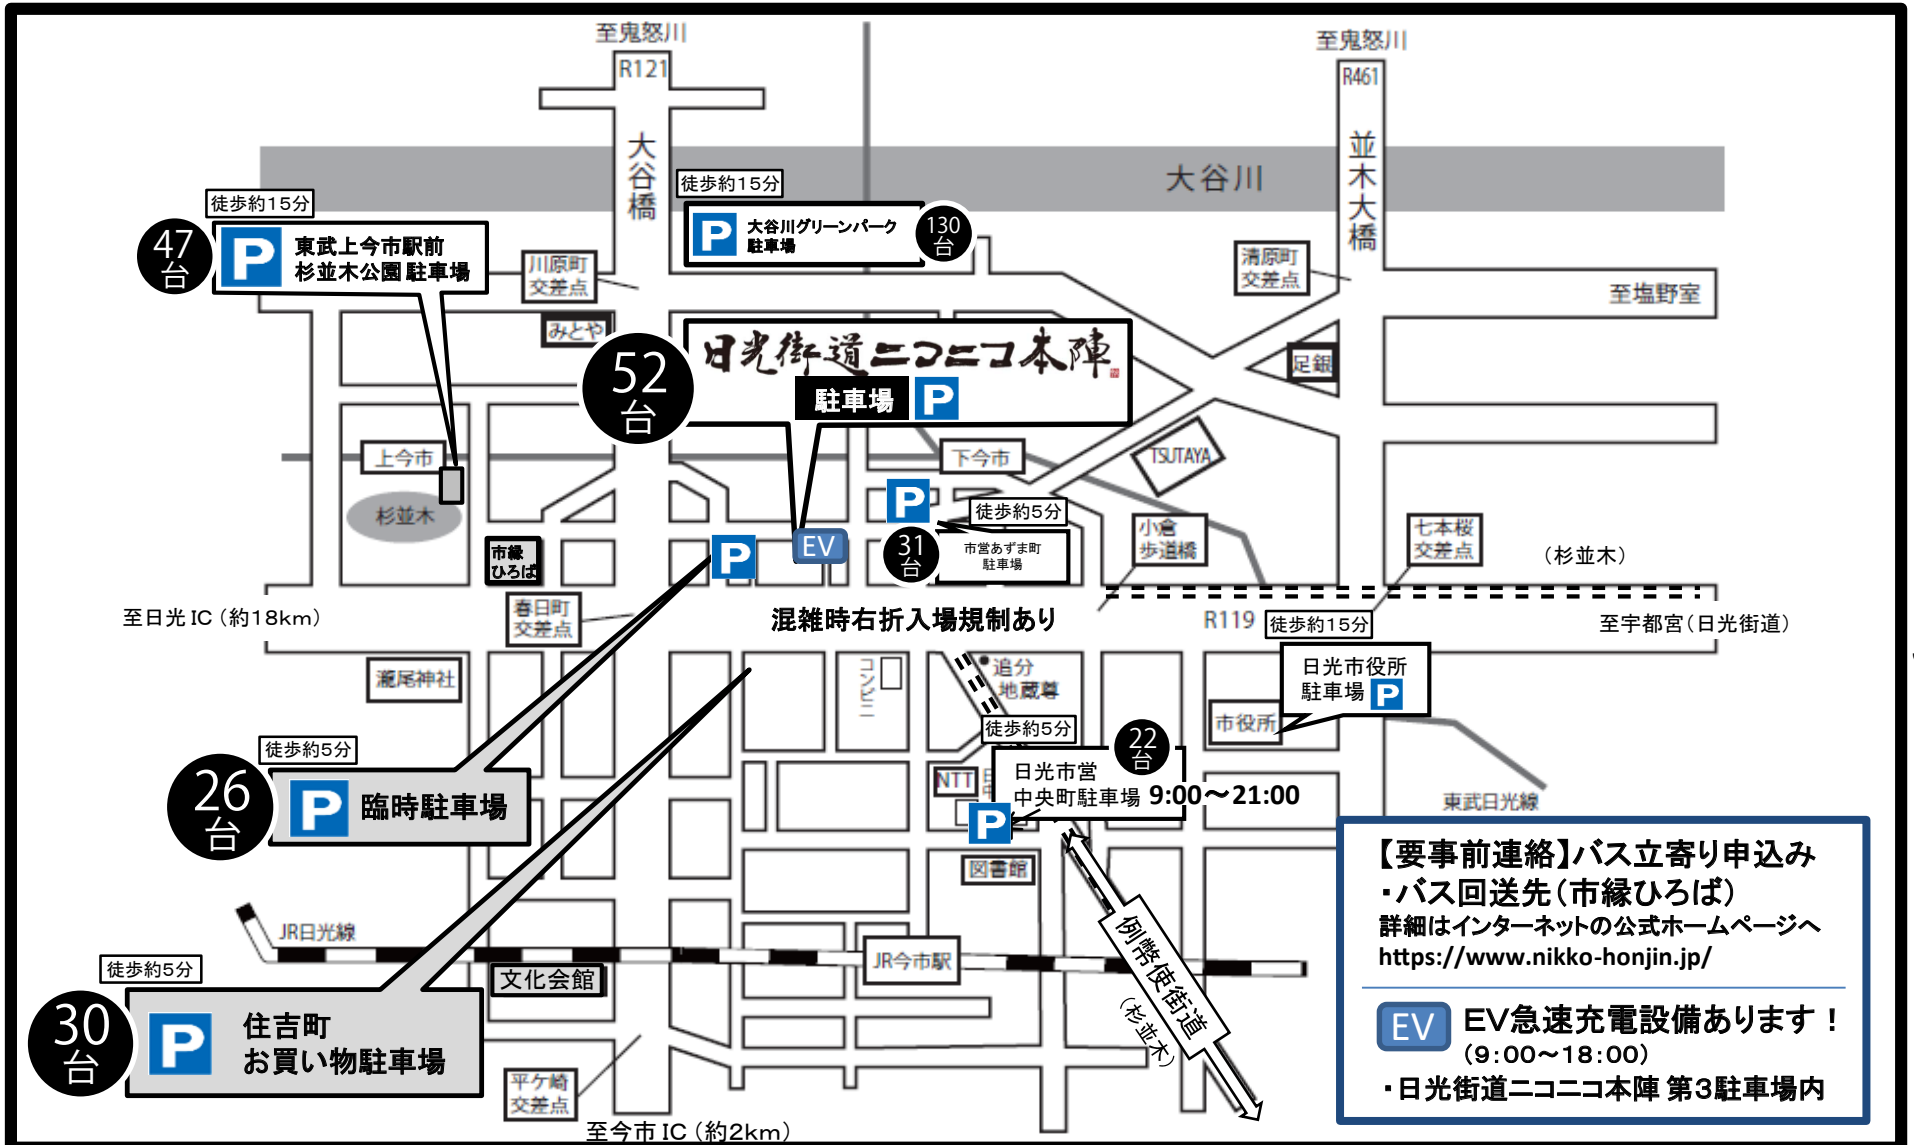 至鬼怒川
R121
至鬼怒川
R461
大谷橋
並木大橋
大谷川
徒歩約15分
47台
P
東武上今市駅前
杉並木公園 駐車場
徒歩約15分
P
大谷川グリーンパーク
駐車場
130台
川原町
交差点
清原町
交差点
至塩野室
みとや
52台
日光街道ニコニコ本陣
駐車場 P
足銀
上今市
下今市
TSUTAYA
杉並木
P
徒歩約5分
31台
市営あずま町
駐車場
小倉
歩道橋
七本桜
交差点
(杉並木)
市縁
ひろば
P
EV
至日光 IC (約18km)
春日町
交差点
混雑時右折入場規制あり
R119
徒歩約15分
至宇都宮(日光街道)
瀧尾神社
コンビニ
追分
地蔵尊
日光市役所
駐車場 P
市役所
徒歩約5分
26台
P
臨時駐車場
徒歩約5分
22台
日光市営
中央町駐車場 9:00～21:00
NTT
P
図書館
東武日光線
JR日光線
JR今市駅
文化会館
例幣使街道
(杉並木)
徒歩約5分
30台
P
住吉町
お買い物駐車場
平ケ崎
交差点
至今市 IC (約2km)
【要事前連絡】バス立寄り申込み
・バス回送先(市縁ひろば)
詳細はインターネットの公式ホームページへ
https://www.nikko-honjin.jp/
EV
EV急速充電設備あります！
(9:00～18:00)
・日光街道ニコニコ本陣 第3駐車場内